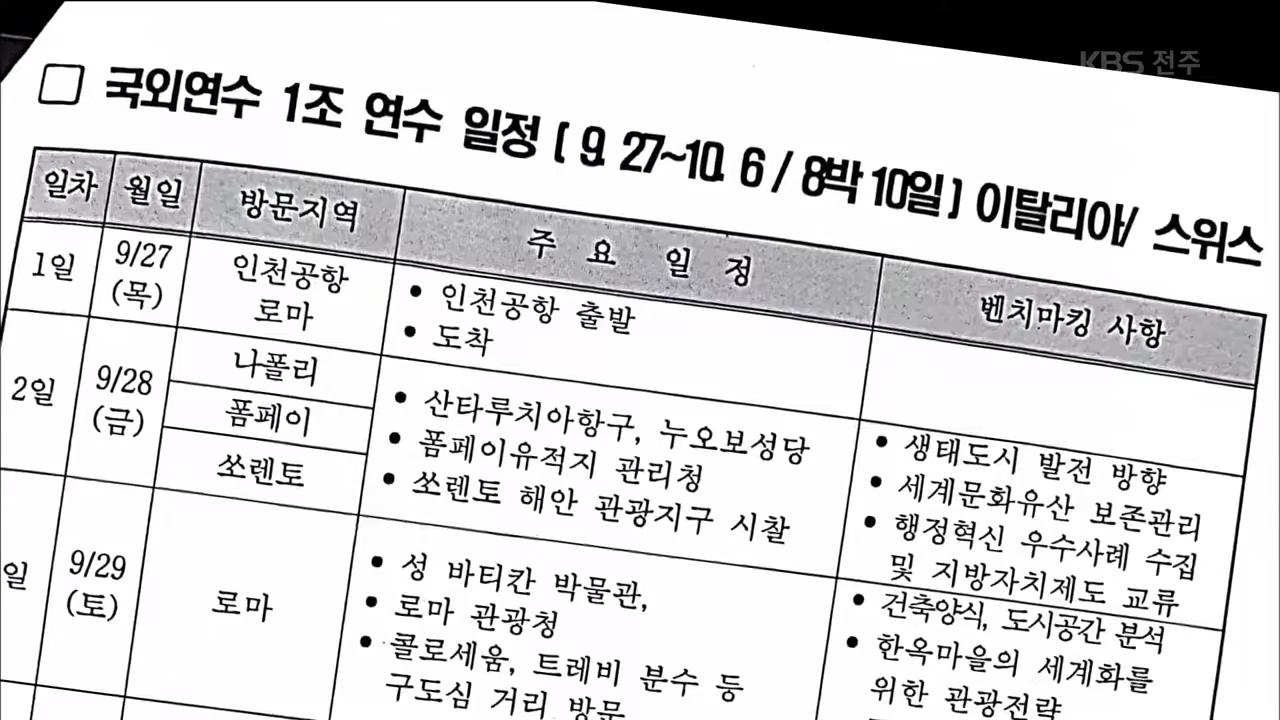 KBS 전주
□ 국외연수 1조 연수 일정 [ 9. 27~10. 6 / 8박 10일 ] 이탈리아/ 스위스
일차 월일 방문지역 주 요 일 정 벤치마킹 사항
1일 9/27 (목) 인천공항 로마
• 인천공항 출발
• 도착
2일 9/28 (금) 나폴리
폼페이
쏘렌토
• 산타루치아항구, 누오보성당
• 폼페이유적지 관리청
• 쏘렌토 해안 관광지구 시찰
• 생태도시 발전 방향
• 세계문화유산 보존관리
• 행정혁신 우수사례 수집
및 지방자치제도 교류
일 9/29 (토) 로마
• 성 바티칸 박물관,
• 로마 관광청
• 콜로세움, 트레비 분수 등
구도심 거리 방문
• 건축양식, 도시공간 분석
• 한옥마을의 세계화를
위한 관광전략